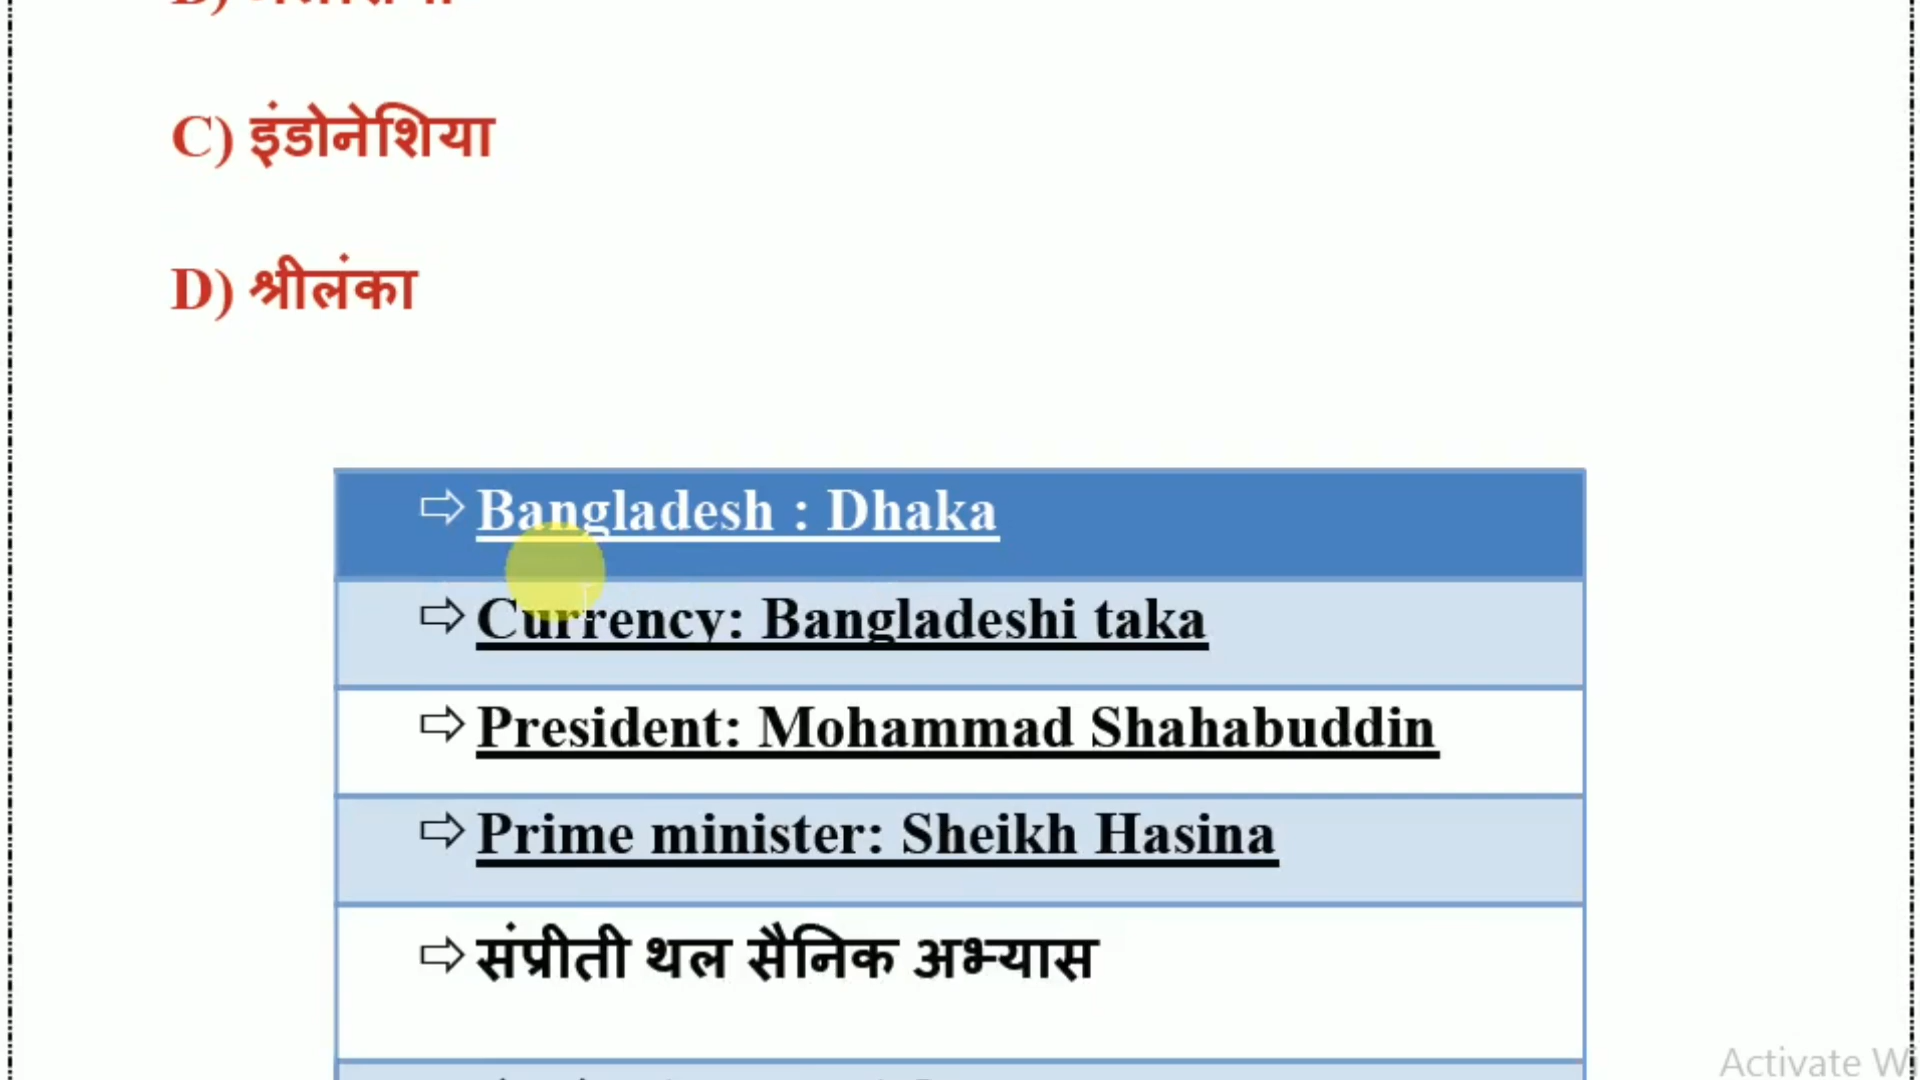 C) इंडोनेशिया
D) श्रीलंका
⇨ Bangladesh : Dhaka
⇨ Currency: Bangladeshi taka
⇨ President: Mohammad Shahabuddin
⇨ Prime minister: Sheikh Hasina
⇨ संप्रीती थल सैनिक अभ्यास
Activate W